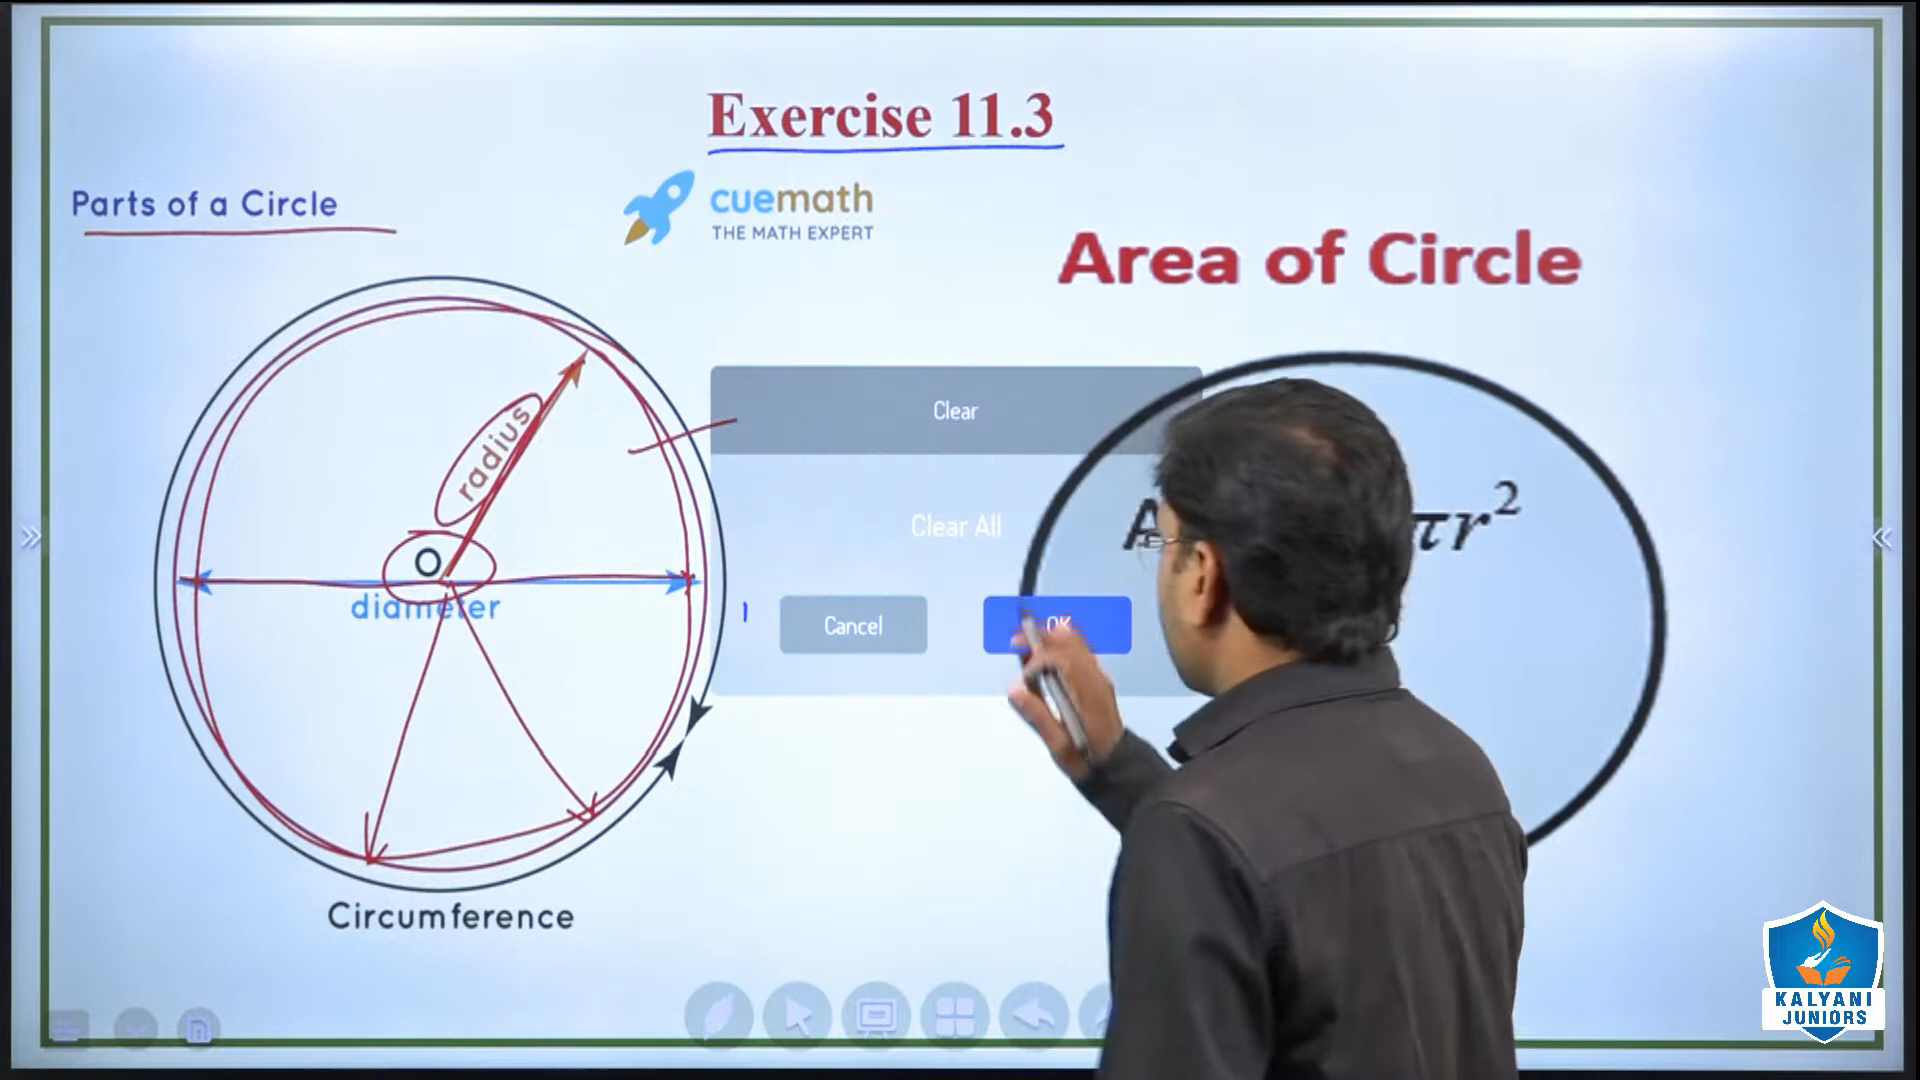 Exercise 11.3
Parts of a Circle
cuemath
THE MATH EXPERT
Area of Circle
Clear
radius
Clear All
A πr²
O
diameter
Cancel
OK
Circumference
KALYANI
JUNIORS